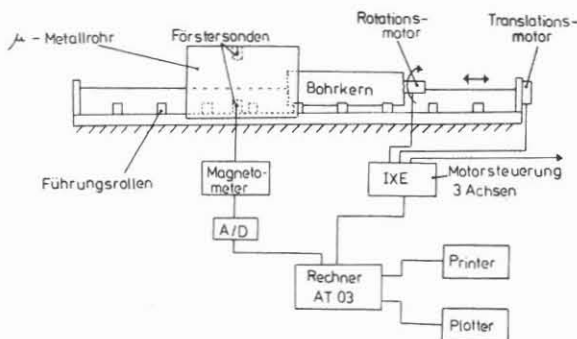 μ - Metallrohr
Förstersonden
Rotations-
motor
Translations-
motor
Bohrkern
Führungsrollen
Magneto-
meter
IXE
Motorsteuerung
3 Achsen
A/D
Rechner
AT 03
Printer
Plotter